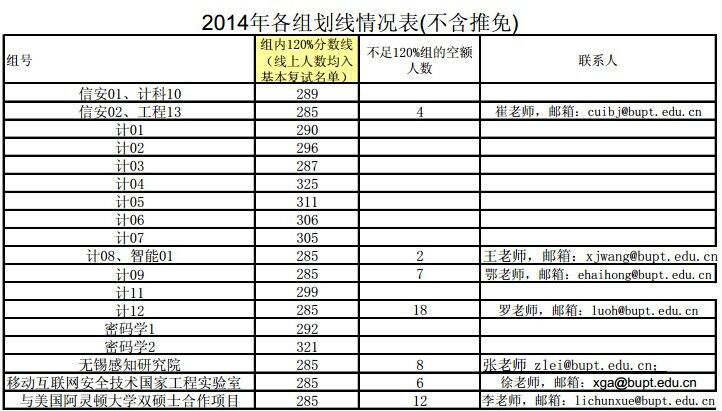 2014年各组划线情况表(不含推免)
组号 组内120%分数线（线上人数均入基本复试名单） 不足120%组的空额人数 联系人
信安01、计科10 289
信安02、工程13 285 4 崔老师，邮箱：cuibj@bupt.edu.cn
计01 290
计02 296
计03 287
计04 325
计05 311
计06 306
计07 305
计08、智能01 285 2 王老师，邮箱：xjwang@bupt.edu.cn
计09 285 7 鄂老师，邮箱：ehaihong@bupt.edu.cn
计11 299
计12 285 18 罗老师，邮箱：luoh@bupt.edu.cn
密码学1 292
密码学2 321
无锡感知研究院 285 8 张老师 zlei@bupt.edu.cn；
移动互联网安全技术国家工程实验室 285 6 徐老师，邮箱：xga@bupt.edu.cn
与美国阿灵顿大学双硕士合作项目 285 12 李老师，邮箱：lichunxue@bupt.edu.cn